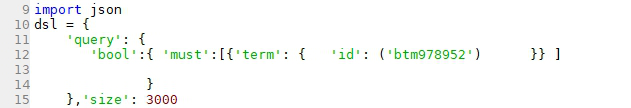 9 import json
10 dsl = {
11     'query': {
12        'bool':{ 'must':[{'term': {   'id': ('btm978952')      }} ]
13
14               }
15     },'size': 3000